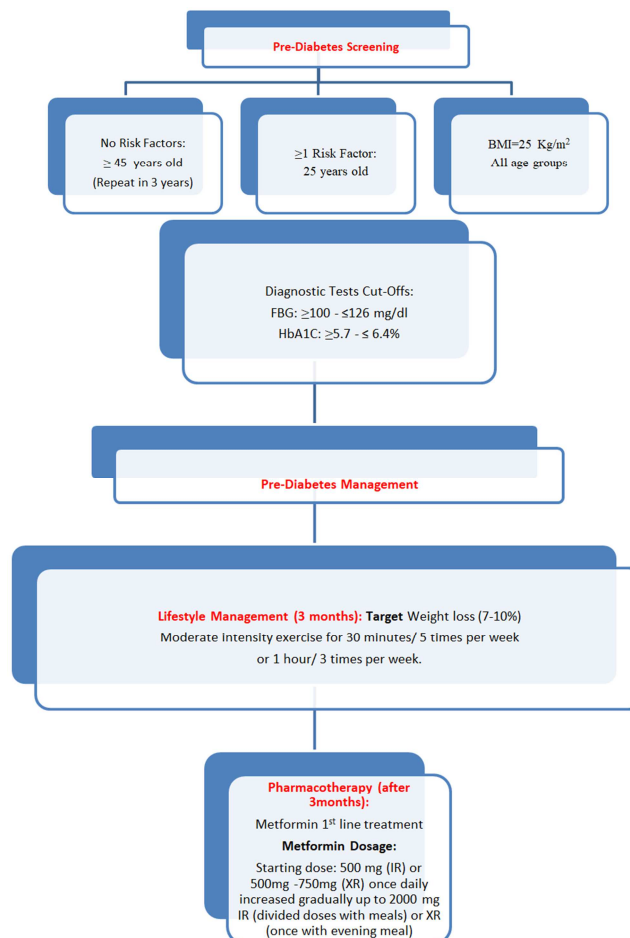 Pre-Diabetes Screening
No Risk Factors:
≥ 45 years old
(Repeat in 3 years)
≥1 Risk Factor:
25 years old
BMI=25 Kg/m²
All age groups
Diagnostic Tests Cut-Offs:
FBG: ≥100 - ≤126 mg/dl
HbA1C: ≥5.7 - ≤ 6.4%
Pre-Diabetes Management
Lifestyle Management (3 months): Target Weight loss (7-10%)
Moderate intensity exercise for 30 minutes/ 5 times per week
or 1 hour/ 3 times per week.
Pharmacotherapy (after
3months):
Metformin 1st line treatment
Metformin Dosage:
Starting dose: 500 mg (IR) or
500mg -750mg (XR) once daily
increased gradually up to 2000 mg
IR (divided doses with meals) or XR
(once with evening meal)